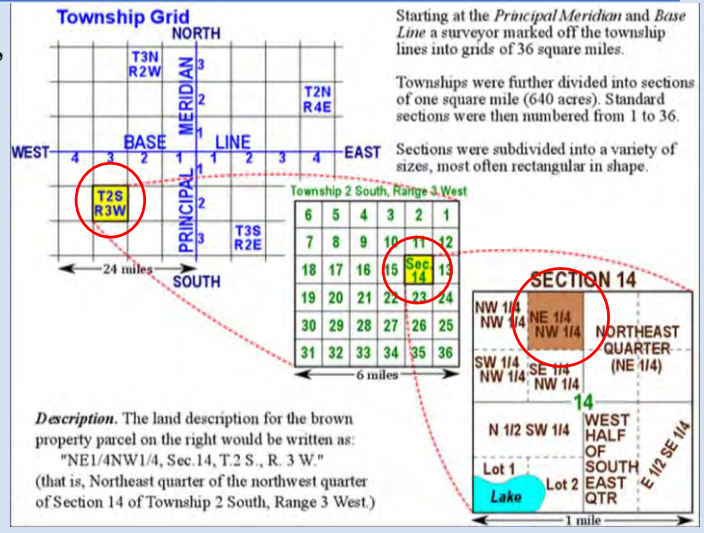 Township Grid
NORTH
T3N
R2W
3
MERIDIAN
2
T2N
R4E
1
BASE LINE
WEST 4 3 2 1 1 2 3 4 EAST
1
T2S
R3W
PRINCIPAL
2
T3S
R2E
3
24 miles
SOUTH
Starting at the Principal Meridian and Base
Line a surveyor marked off the township
lines into grids of 36 square miles.
Townships were further divided into sections
of one square mile (640 acres). Standard
sections were then numbered from 1 to 36.
Sections were subdivided into a variety of
sizes, most often rectangular in shape.
Township 2 South, Range 3 West
6 5 4 3 2 1
7 8 9 10 11 12
18 17 16 15 Sec. 14 13
19 20 21 22 23 24
30 29 28 27 26 25
31 32 33 34 35 36
6 miles
SECTION 14
NW 1/4
NW 1/4
NE 1/4
NW 1/4
NORTHEAST
QUARTER
(NE 1/4)
SW 1/4
NW 1/4
SE 1/4
NW 1/4
14
N 1/2 SW 1/4
WEST
HALF
OF
SOUTH
EAST
QTR
E 1/2 SE 1/4
Lot 1
Lot 2
Lake
1 mile
Description. The land description for the brown
property parcel on the right would be written as:
"NE1/4NW1/4, Sec.14, T.2 S., R. 3 W."
(that is, Northeast quarter of the northwest quarter
of Section 14 of Township 2 South, Range 3 West.)